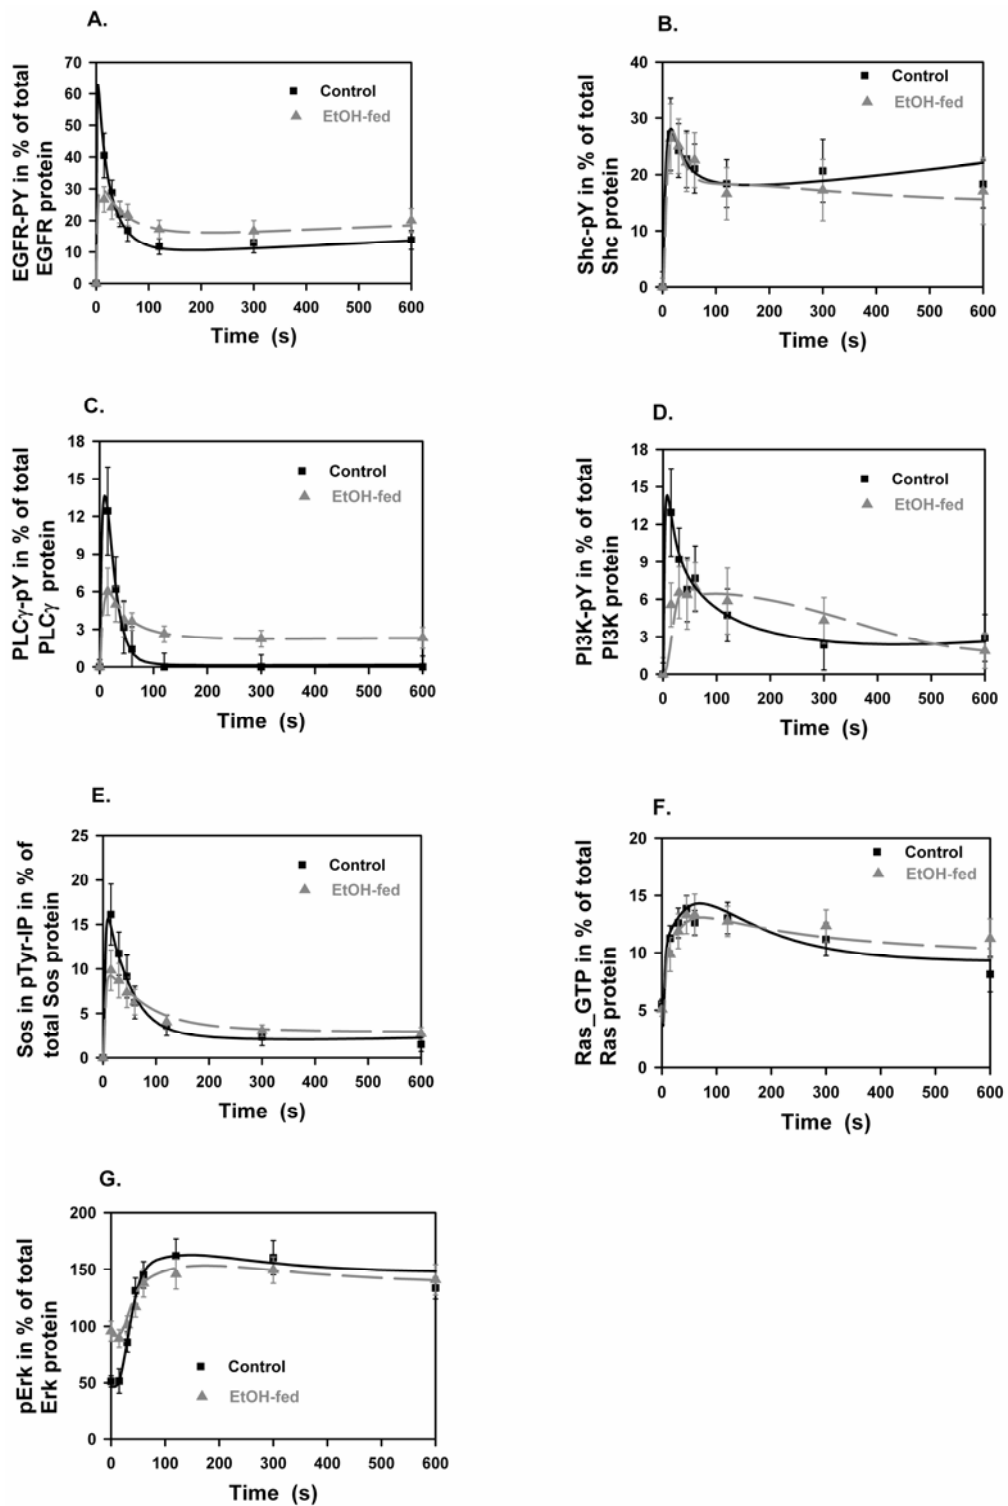 A.
EGFR-PY in % of total
EGFR protein
70
60
50
40
30
20
10
0
Control
EtOH-fed
0 100 200 300 400 500 600
Time (s)
B.
Shc-pY in % of total
Shc protein
40
30
20
10
0
Control
EtOH-fed
0 100 200 300 400 500 600
Time (s)
C.
PLCγ-pY in % of total
PLCγ protein
18
15
12
9
6
3
0
Control
EtOH-fed
0 100 200 300 400 500 600
Time (s)
D.
PI3K-pY in % of total
PI3K protein
18
15
12
9
6
3
0
Control
EtOH-fed
0 100 200 300 400 500 600
Time (s)
E.
Sos in pTyr-IP in % of
total Sos protein
25
20
15
10
5
0
Control
EtOH-fed
0 100 200 300 400 500 600
Time (s)
F.
Ras_GTP in % of total
Ras protein
20
15
10
5
0
Control
EtOH-fed
0 100 200 300 400 500 600
Time (s)
G.
pErk in % of total
Erk protein
200
150
100
50
0
Control
EtOH-fed
0 100 200 300 400 500 600
Time (s)